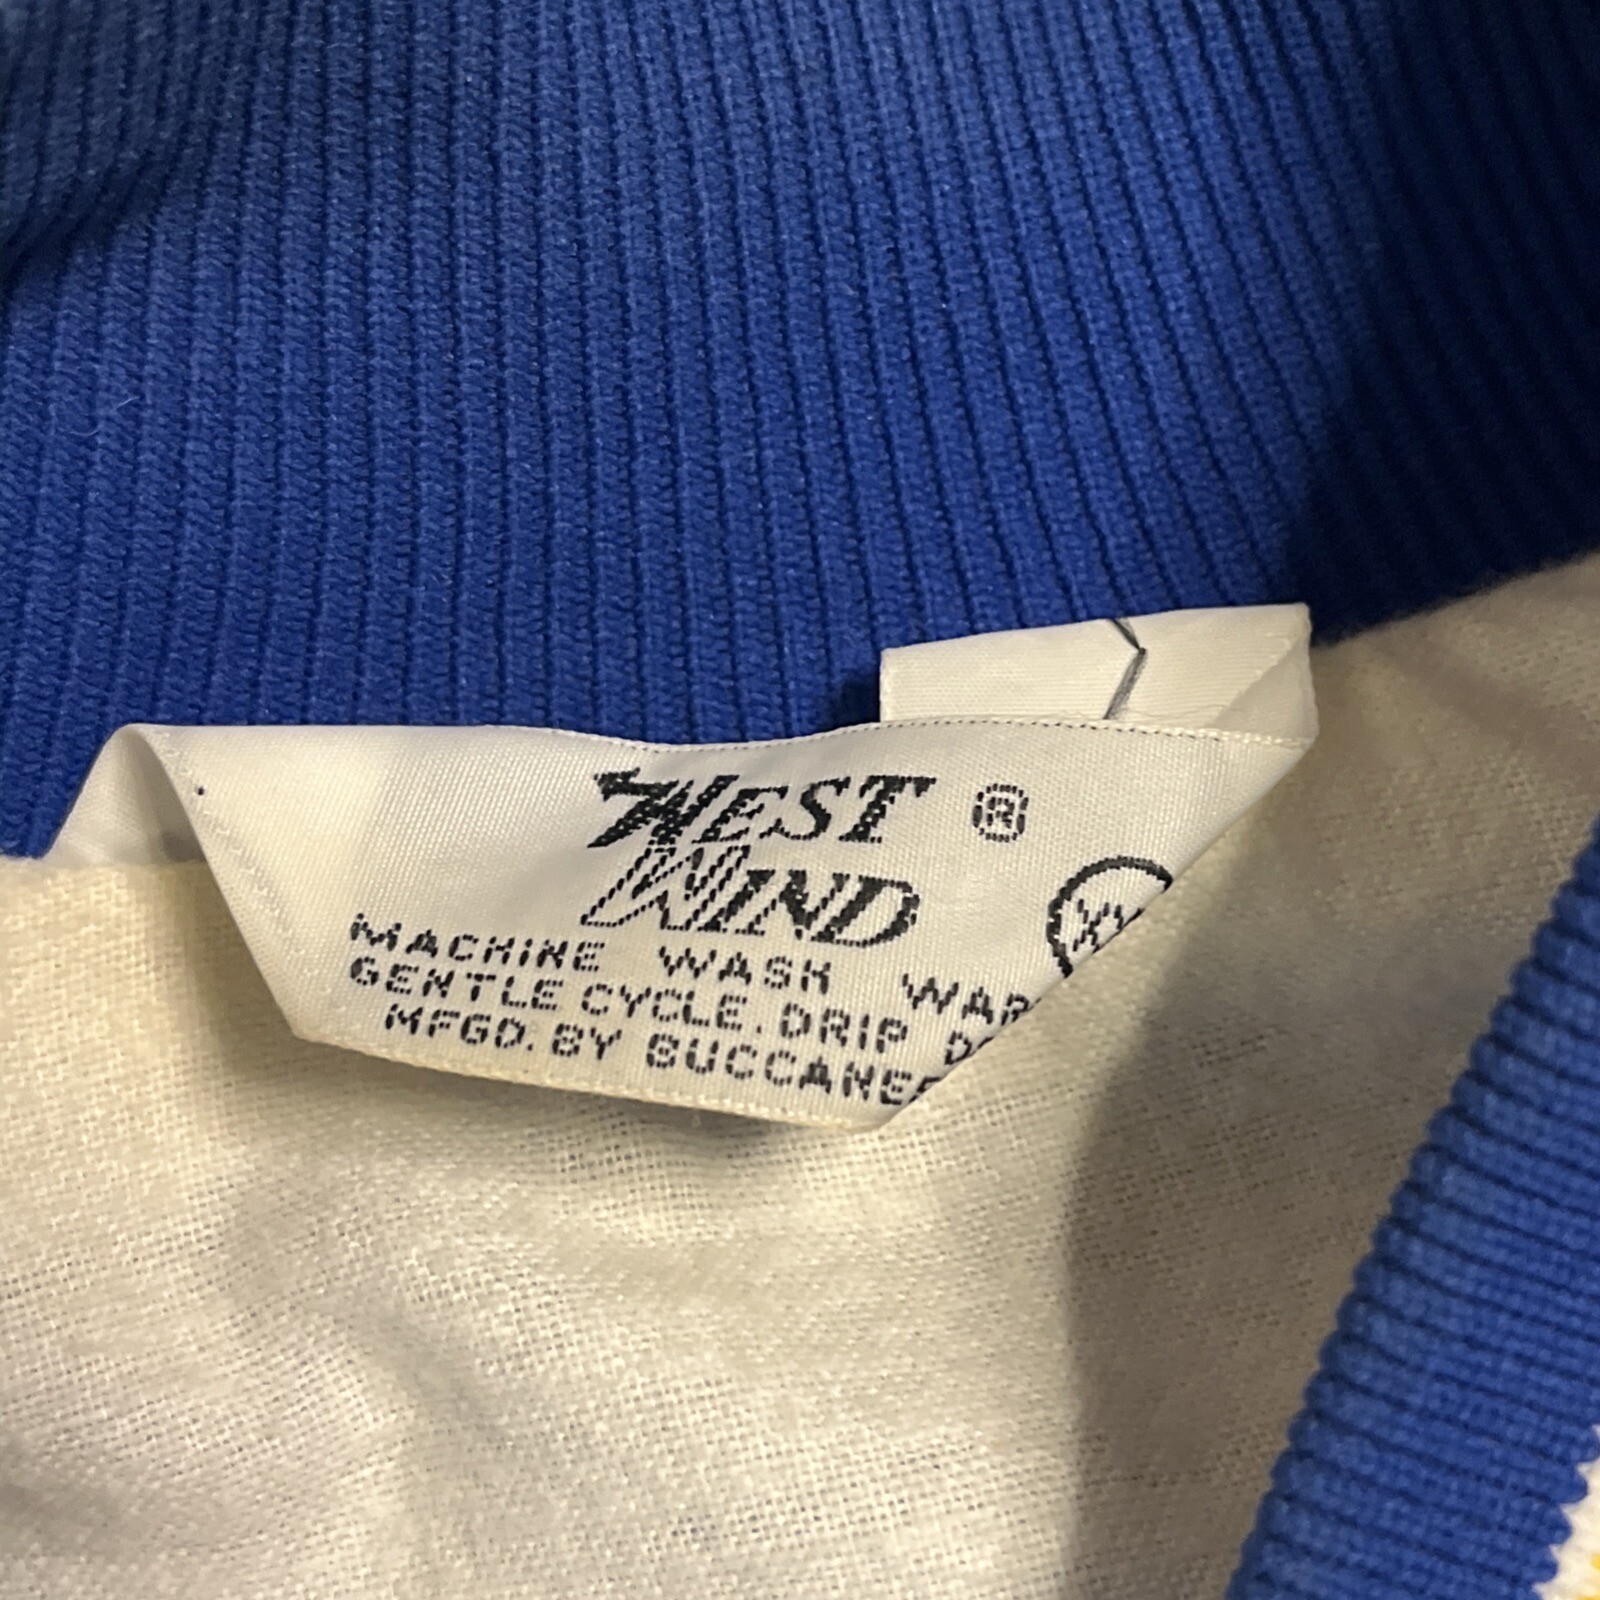 WEST ®
WIND
MACHINE WASH
GENTLE CYCLE. DRIP
MFGD. BY